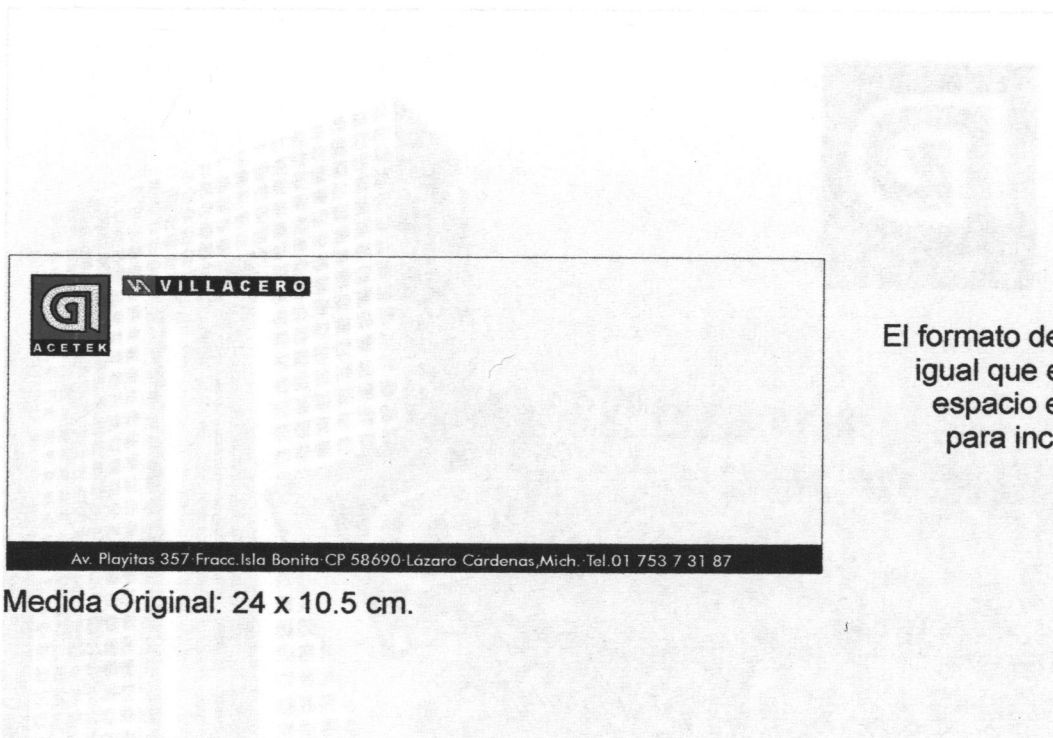 VILLACERO
ACETEK
Av. Playitas 357·Fracc.Isla Bonita·CP 58690·Lázaro Cárdenas,Mich.·Tel.01 753 7 31 87
Medida Original: 24 x 10.5 cm.
El formato de
igual que e
espacio e
para inc